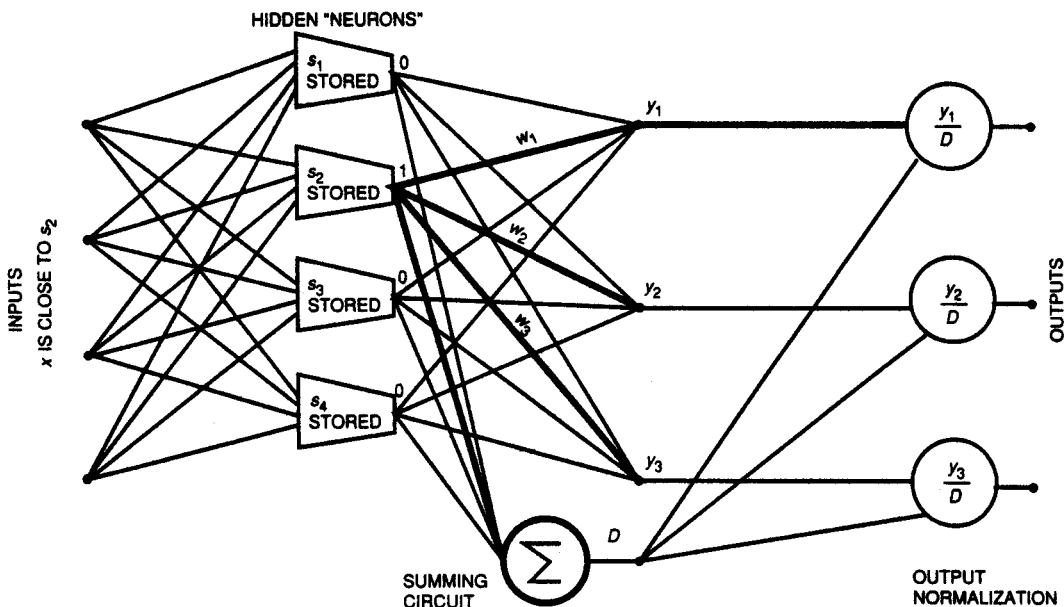 HIDDEN "NEURONS"
s1
STORED
0
s2
STORED
1
s3
STORED
0
s4
STORED
0
INPUTS
x IS CLOSE TO s2
w1
w2
w3
y1
y2
y3
D
Σ
SUMMING
CIRCUIT
y1
D
y2
D
y3
D
OUTPUTS
OUTPUT
NORMALIZATION